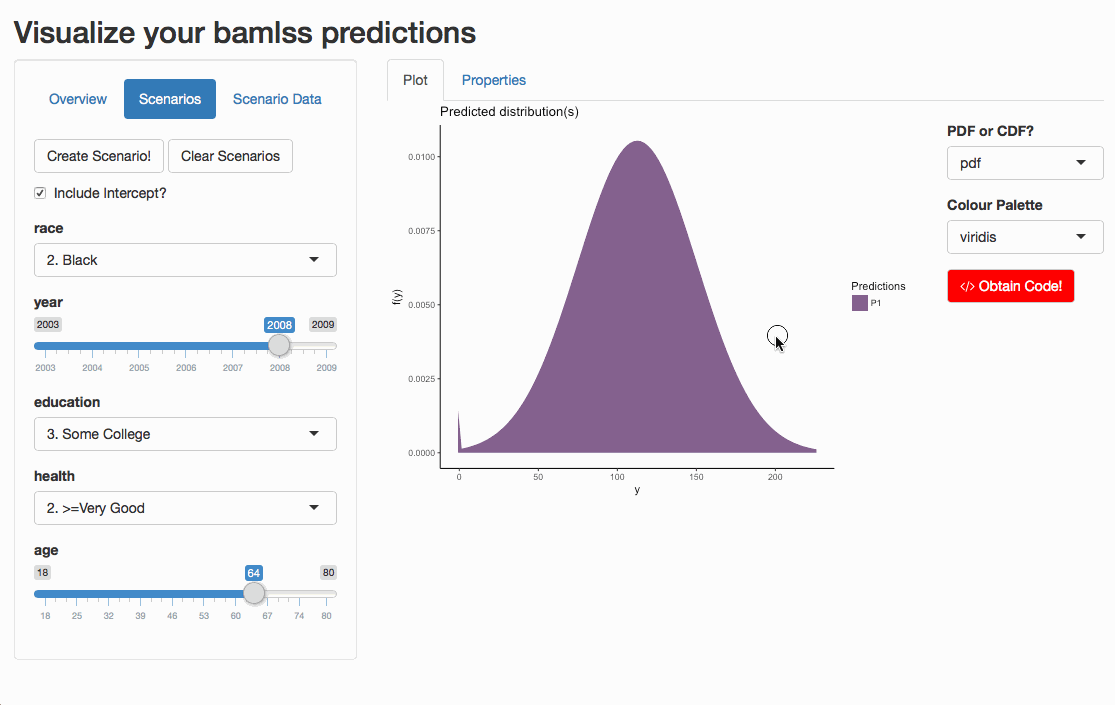 Visualize your bamlss predictions
Overview
Scenarios
Scenario Data
Create Scenario!
Clear Scenarios
Include Intercept?
race
2. Black
year
2003
2008
2009
2003 2004 2005 2006 2007 2008 2009
education
3. Some College
health
2. >=Very Good
age
18
64
80
18 25 32 39 46 53 60 67 74 80
Plot
Properties
Predicted distribution(s)
f(y)
0.0100
0.0075
0.0050
0.0025
0.0000
0 50 100 150 200
y
Predictions
P1
PDF or CDF?
pdf
Colour Palette
viridis
</> Obtain Code!